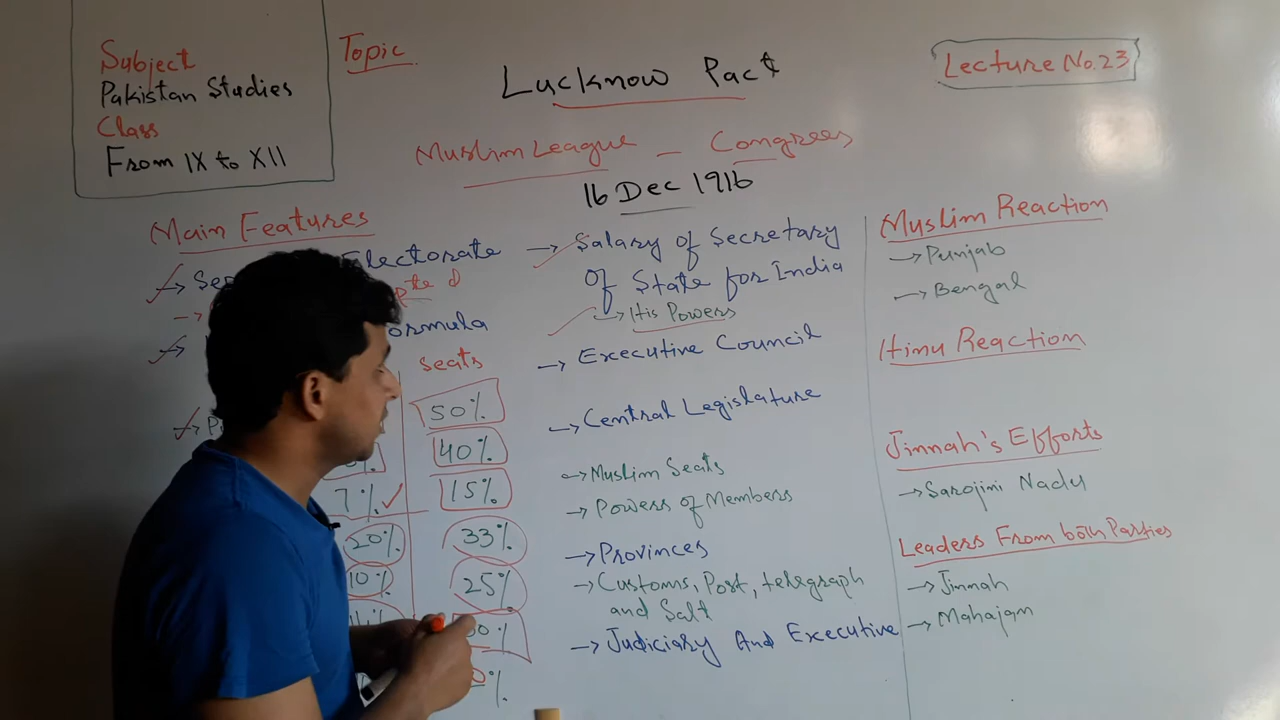 Subject
Pakistan Studies
Class
From IX to XII
Topic
Lucknow Pact
Lecture No.23
Muslim League - Congrees
16 Dec 1916
Main Features
Electorate
ormula
Seats
50%
40%
7% 15%
20% 33%
10% 25%
→ Salary of Secretary
of State for India
→ His Powers
→ Executive Council
→ Central Legislature
→ Muslim Seats
→ Powers of Members
→ Provinces
→ Customs, Post, telegraph
and Salt
→ Judiciary And Executive
Muslim Reaction
→ Punjab
→ Bengal
Hinu Reaction
Jinnah's Efforts
→ Sarojini Nadu
Leaders From both Parties
→ Jinnah
→ Mahajan